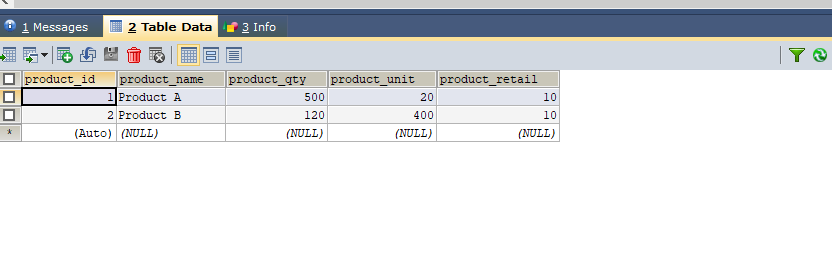 1 Messages 2 Table Data 3 Info
product_id product_name product_qty product_unit product_retail
1 Product A 500 20 10
2 Product B 120 400 10
* (Auto) (NULL) (NULL) (NULL) (NULL)